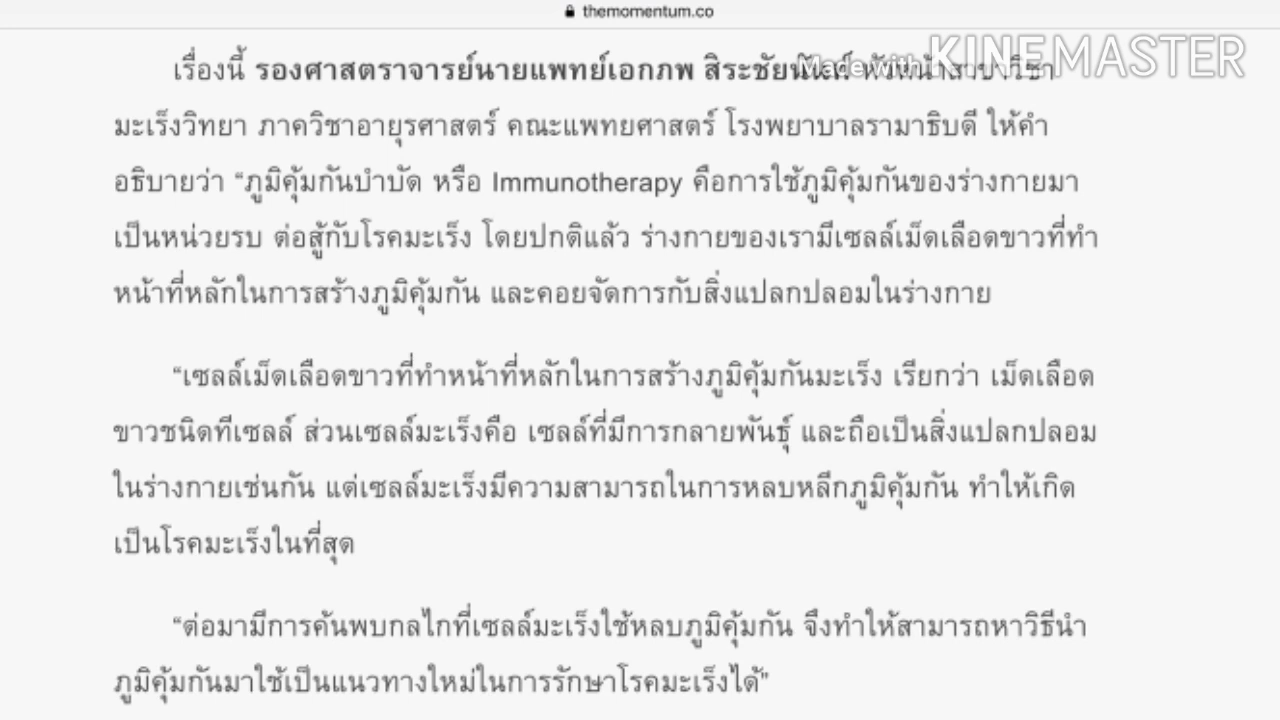 themomentum.co
Made with KINEMASTER
เรื่องนี้ รองศาสตราจารย์นายแพทย์เอกภพ สิระชัยนันท์ หัวหน้าสาขาวิชา
มะเร็งวิทยา ภาควิชาอายุรศาสตร์ คณะแพทยศาสตร์ โรงพยาบาลรามาธิบดี ให้คำ
อธิบายว่า “ภูมิคุ้มกันบำบัด หรือ Immunotherapy คือการใช้ภูมิคุ้มกันของร่างกายมา
เป็นหน่วยรบ ต่อสู้กับโรคมะเร็ง โดยปกติแล้ว ร่างกายของเรามีเซลล์เม็ดเลือดขาวที่ทำ
หน้าที่หลักในการสร้างภูมิคุ้มกัน และคอยจัดการกับสิ่งแปลกปลอมในร่างกาย
“เซลล์เม็ดเลือดขาวที่ทำหน้าที่หลักในการสร้างภูมิคุ้มกันมะเร็ง เรียกว่า เม็ดเลือด
ขาวชนิดทีเซลล์ ส่วนเซลล์มะเร็งคือ เซลล์ที่มีการกลายพันธุ์ และถือเป็นสิ่งแปลกปลอม
ในร่างกายเช่นกัน แต่เซลล์มะเร็งมีความสามารถในการหลบหลีกภูมิคุ้มกัน ทำให้เกิด
เป็นโรคมะเร็งในที่สุด
“ต่อมามีการค้นพบกลไกที่เซลล์มะเร็งใช้หลบภูมิคุ้มกัน จึงทำให้สามารถหาวิธีนำ
ภูมิคุ้มกันมาใช้เป็นแนวทางใหม่ในการรักษาโรคมะเร็งได้”